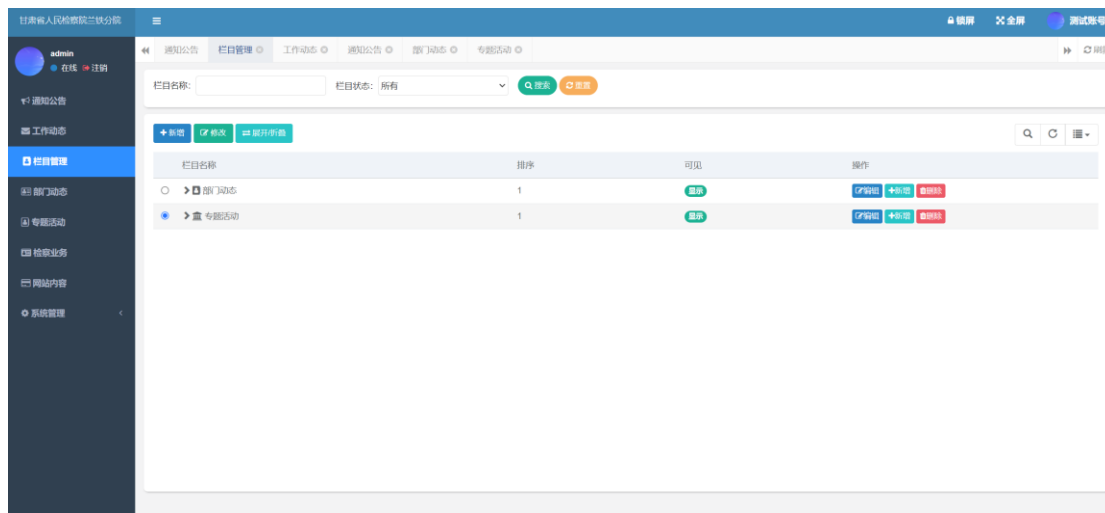 甘肃省人民检察院兰铁分院
锁屏 全屏 测试账号
admin
在线 注销
通知公告 栏目管理 工作动态 通知公告 部门动态 专题活动
栏目名称: 栏目状态: 所有 搜索 重置
通知公告
工作动态
栏目管理
部门动态
专题活动
检察业务
网站内容
系统管理
新增 修改 展开/折叠
栏目名称 排序 可见 操作
部门动态 1 显示 编辑 新增 删除
专题活动 1 显示 编辑 新增 删除